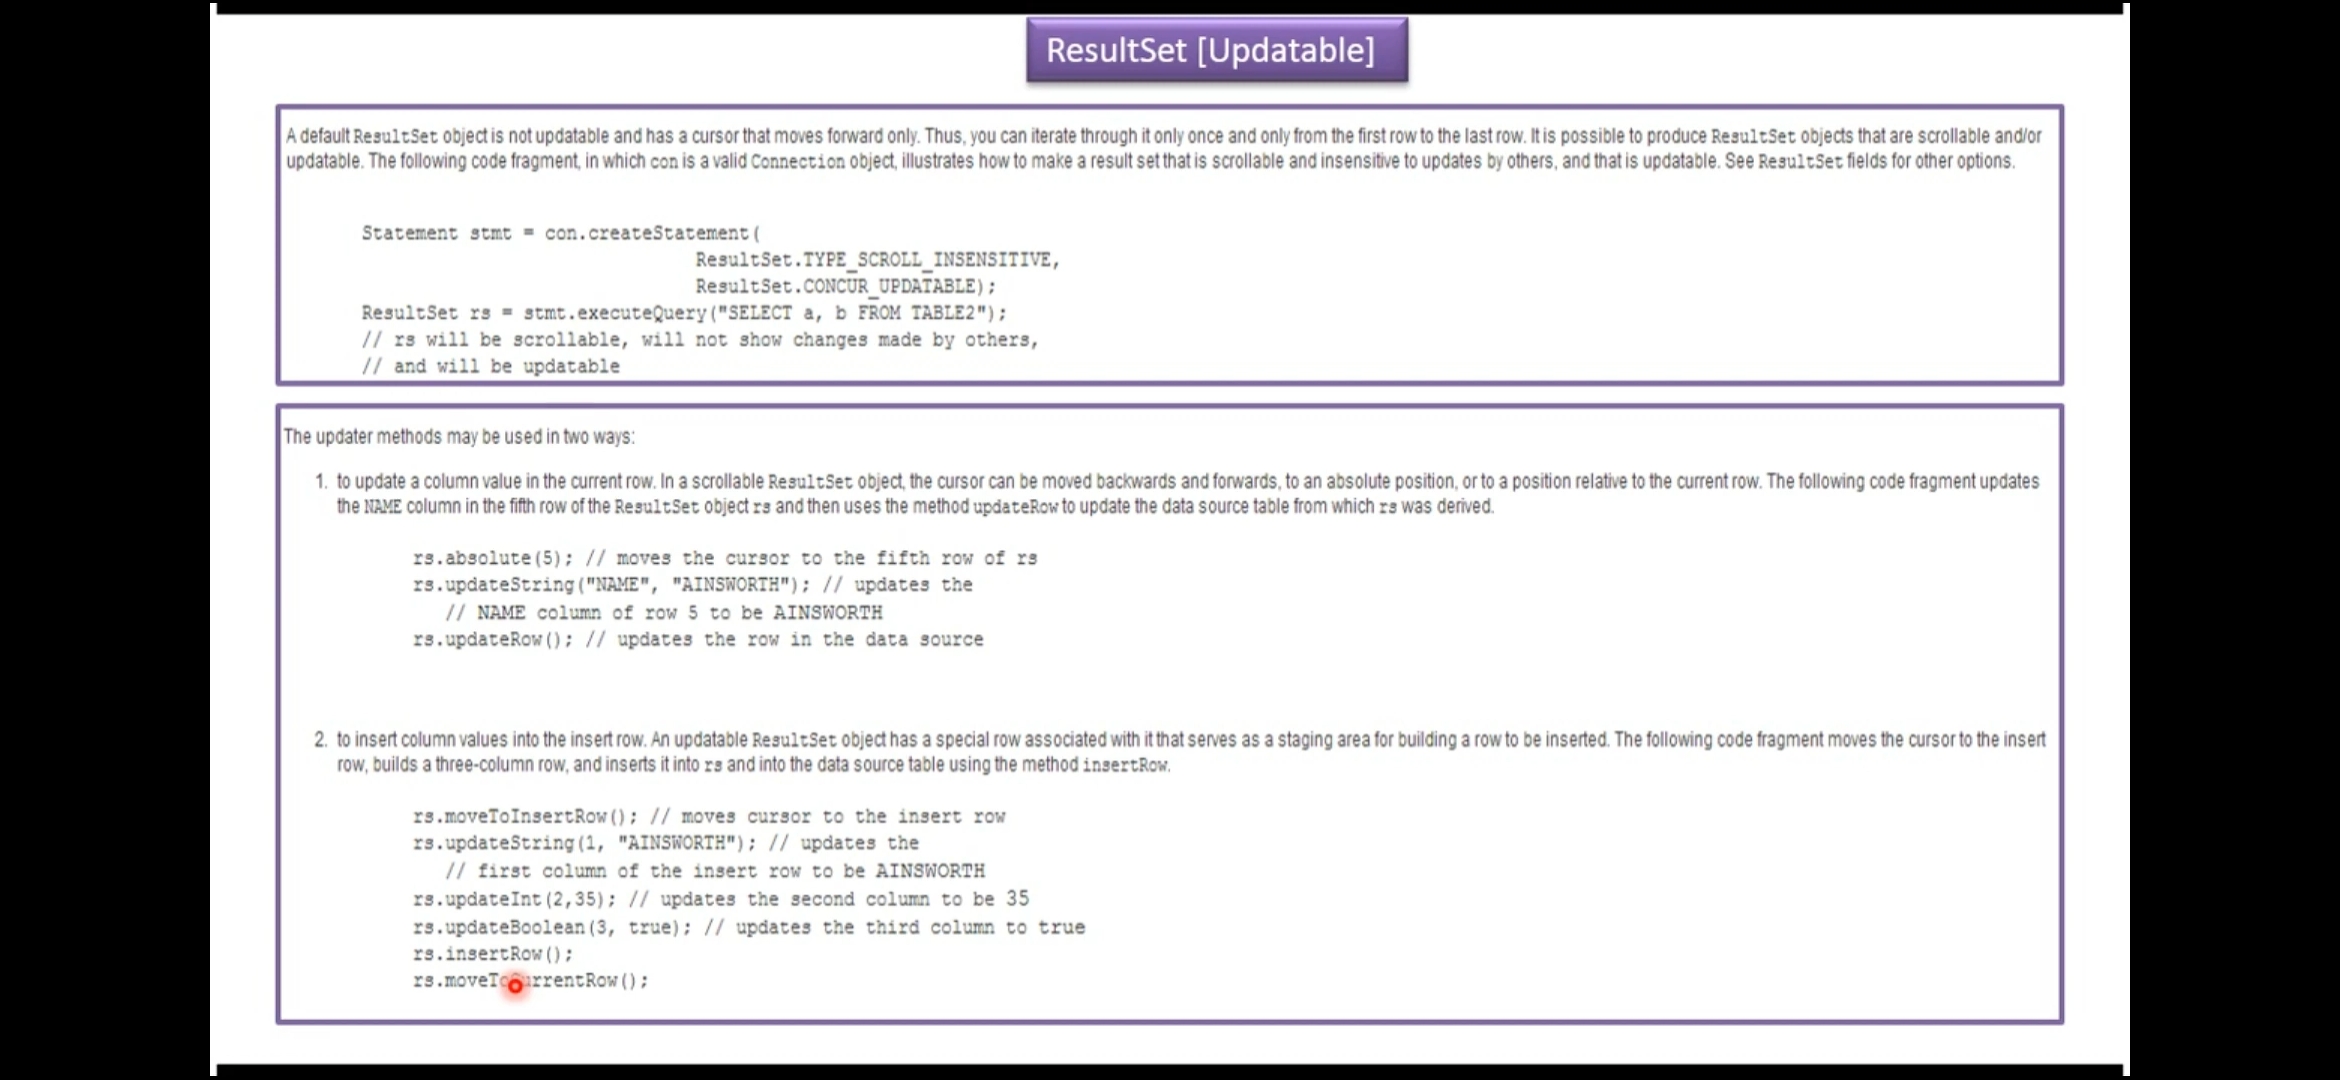 ResultSet [Updatable]
A default ResultSet object is not updatable and has a cursor that moves forward only. Thus, you can iterate through it only once and only from the first row to the last row. It is possible to produce ResultSet objects that are scrollable and/or
updatable. The following code fragment, in which con is a valid Connection object, illustrates how to make a result set that is scrollable and insensitive to updates by others, and that is updatable. See ResultSet fields for other options.
Statement stmt = con.createStatement(
ResultSet.TYPE_SCROLL_INSENSITIVE,
ResultSet.CONCUR_UPDATABLE);
ResultSet rs = stmt.executeQuery("SELECT a, b FROM TABLE2");
// rs will be scrollable, will not show changes made by others,
// and will be updatable
The updater methods may be used in two ways:
1. to update a column value in the current row. In a scrollable ResultSet object, the cursor can be moved backwards and forwards, to an absolute position, or to a position relative to the current row. The following code fragment updates
the NAME column in the fifth row of the ResultSet object rs and then uses the method updateRow to update the data source table from which rs was derived.
rs.absolute(5); // moves the cursor to the fifth row of rs
rs.updateString("NAME", "AINSWORTH"); // updates the
// NAME column of row 5 to be AINSWORTH
rs.updateRow(); // updates the row in the data source
2. to insert column values into the insert row. An updatable ResultSet object has a special row associated with it that serves as a staging area for building a row to be inserted. The following code fragment moves the cursor to the insert
row, builds a three-column row, and inserts it into rs and into the data source table using the method insertRow.
rs.moveToInsertRow(); // moves cursor to the insert row
rs.updateString(1, "AINSWORTH"); // updates the
// first column of the insert row to be AINSWORTH
rs.updateInt(2,35); // updates the second column to be 35
rs.updateBoolean(3, true); // updates the third column to true
rs.insertRow();
rs.moveToCurrentRow();